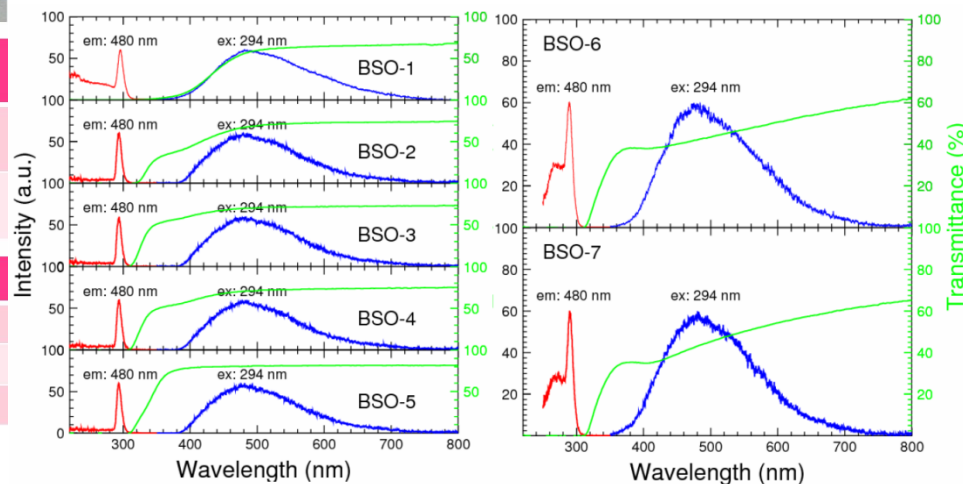 Intensity (a.u.)
100
50
em: 480 nm
ex: 294 nm
BSO-1
100
50
100
50
em: 480 nm
ex: 294 nm
BSO-2
100
50
100
50
em: 480 nm
ex: 294 nm
BSO-3
100
50
100
50
em: 480 nm
ex: 294 nm
BSO-4
100
50
100
50
em: 480 nm
ex: 294 nm
BSO-5
100
50
0
300 400 500 600 700 800
Wavelength (nm)
100
80
60
40
20
BSO-6
em: 480 nm
ex: 294 nm
100
80
60
40
20
100
80
60
40
20
BSO-7
em: 480 nm
ex: 294 nm
100
80
60
40
20
0
300 400 500 600 700 800
Wavelength (nm)
Transmittance (%)